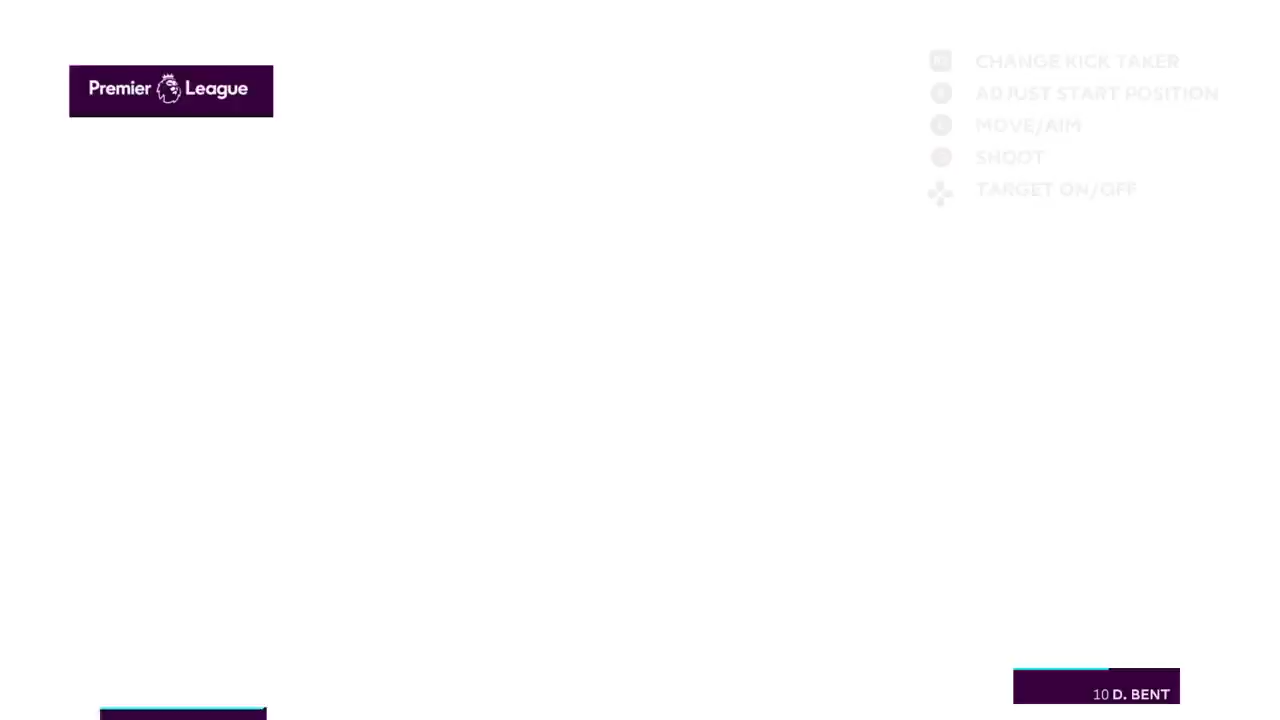 Premier League
CHANGE KICK TAKER
ADJUST START POSITION
MOVE/AIM
SHOOT
TARGET ON/OFF
10 D. BENT